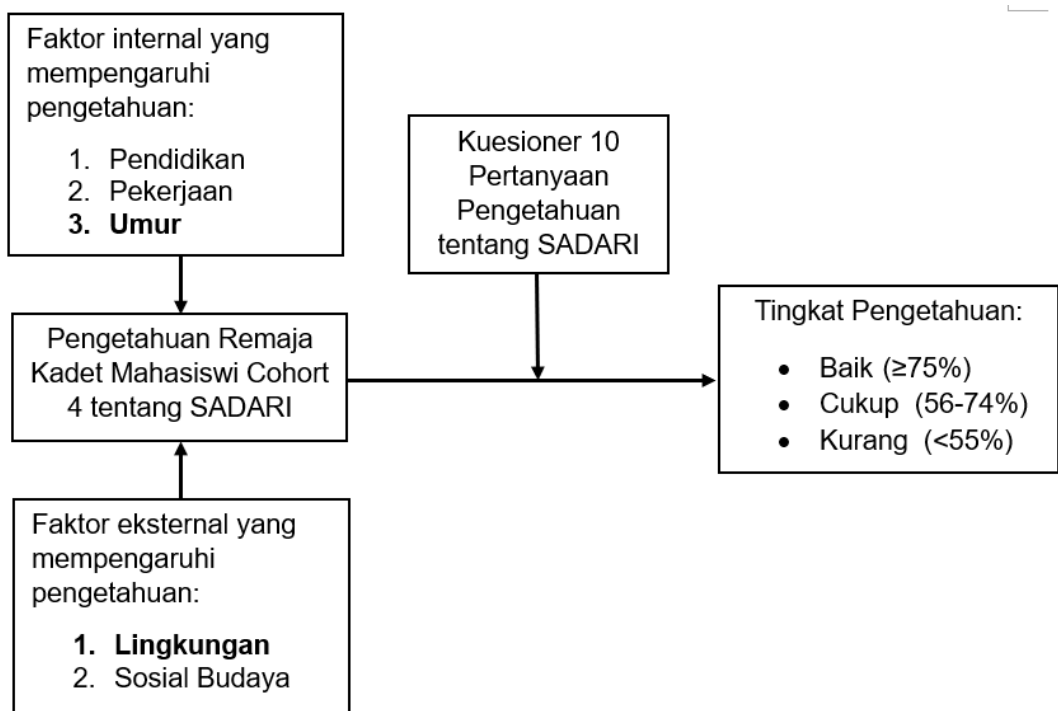 Faktor internal yang
mempengaruhi
pengetahuan:
1. Pendidikan
2. Pekerjaan
3. Umur
Kuesioner 10
Pertanyaan
Pengetahuan
tentang SADARI
Pengetahuan Remaja
Kadet Mahasiswi Cohort
4 tentang SADARI
Tingkat Pengetahuan:
• Baik (≥75%)
• Cukup (56-74%)
• Kurang (<55%)
Faktor eksternal yang
mempengaruhi
pengetahuan:
1. Lingkungan
2. Sosial Budaya